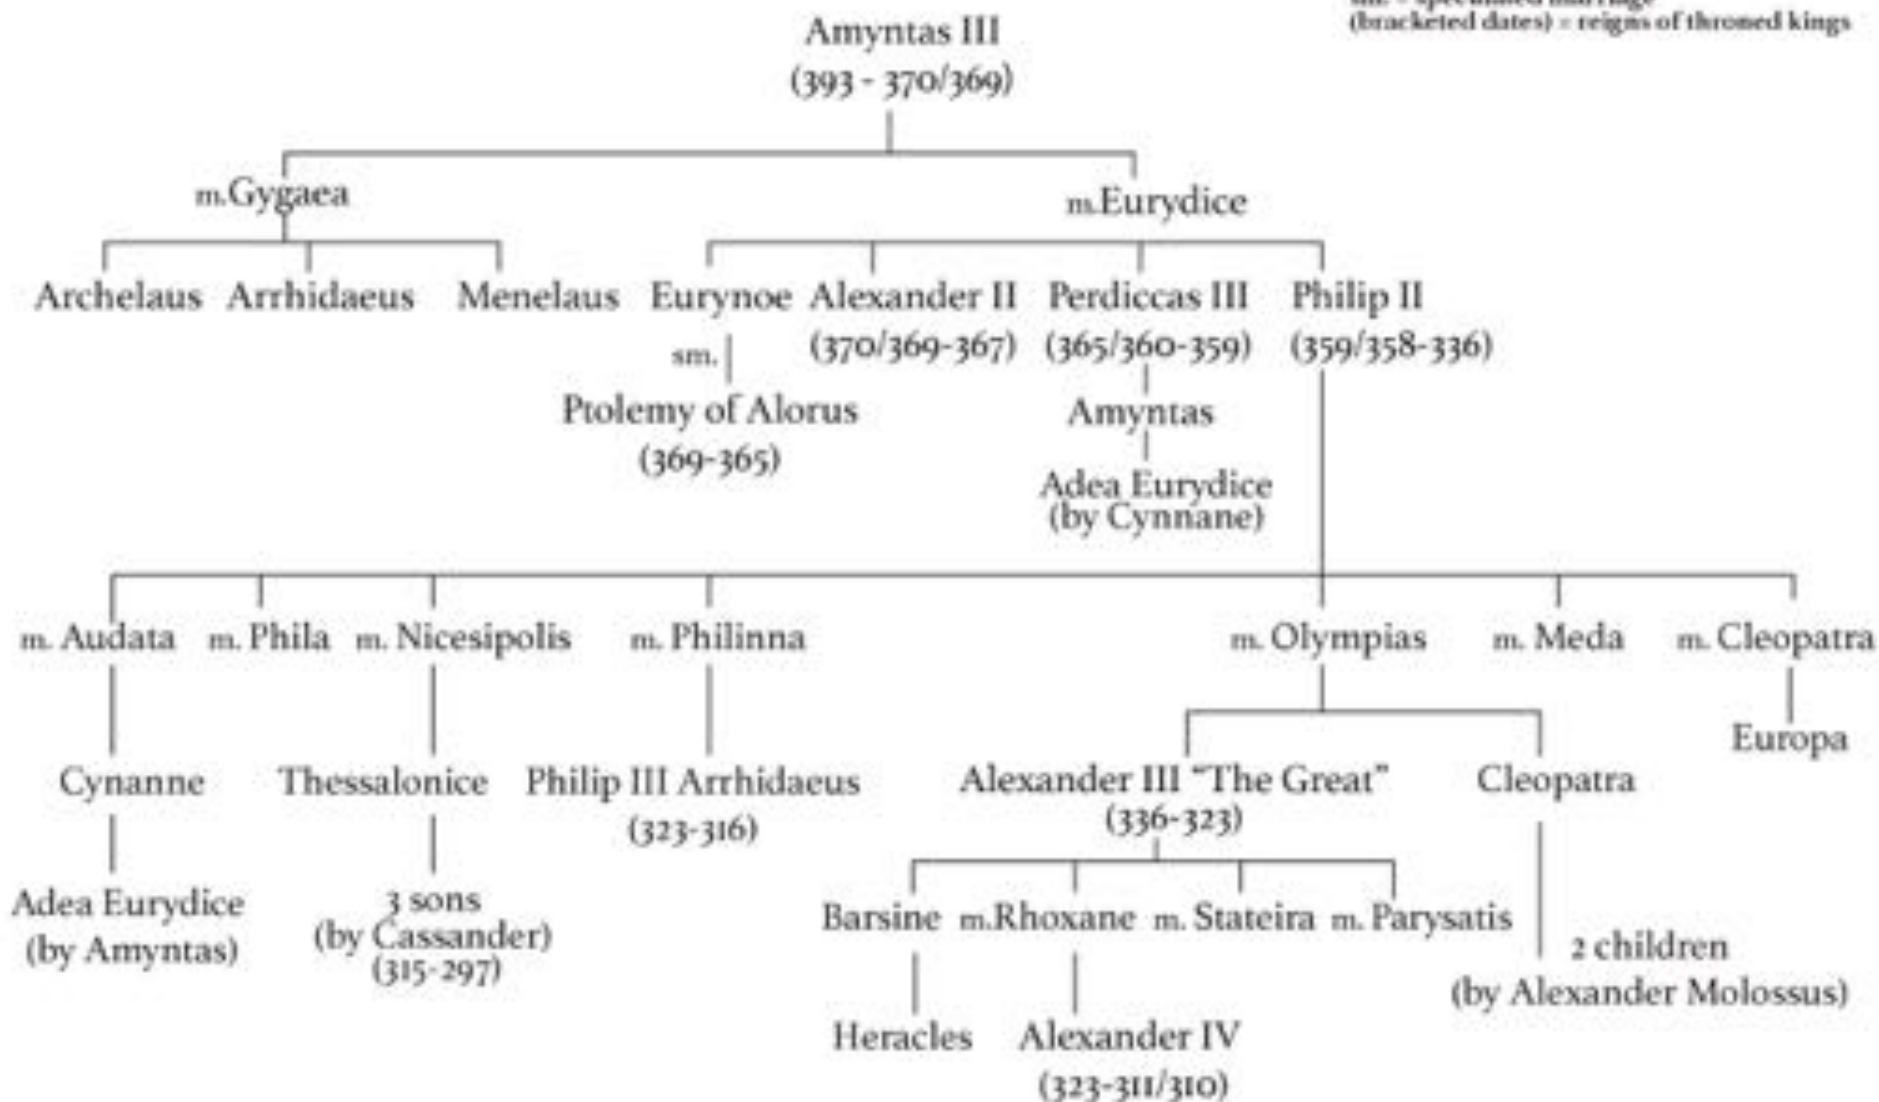 (bracketed dates) = reigns of throned kings
Amyntas III
(393 - 370/369)
m.Gygaea
m.Eurydice
Archelaus Arrhidaeus Menelaus Eurynoe Alexander II Perdiccas III Philip II
sm. (370/369-367) (365/360-359) (359/358-336)
Ptolemy of Alorus Amyntas
(369-365)
Adea Eurydice
(by Cynnane)
m. Audata m. Phila m. Nicesipolis m. Philinna m. Olympias m. Meda m. Cleopatra
Europa
Cynanne Thessalonice Philip III Arrhidaeus Alexander III "The Great" Cleopatra
(323-316) (336-323)
Adea Eurydice 3 sons Barsine m.Rhoxane m. Stateira m. Parysatis
(by Amyntas) (by Cassander) 2 children
(315-297) (by Alexander Molossus)
Heracles Alexander IV
(323-311/310)